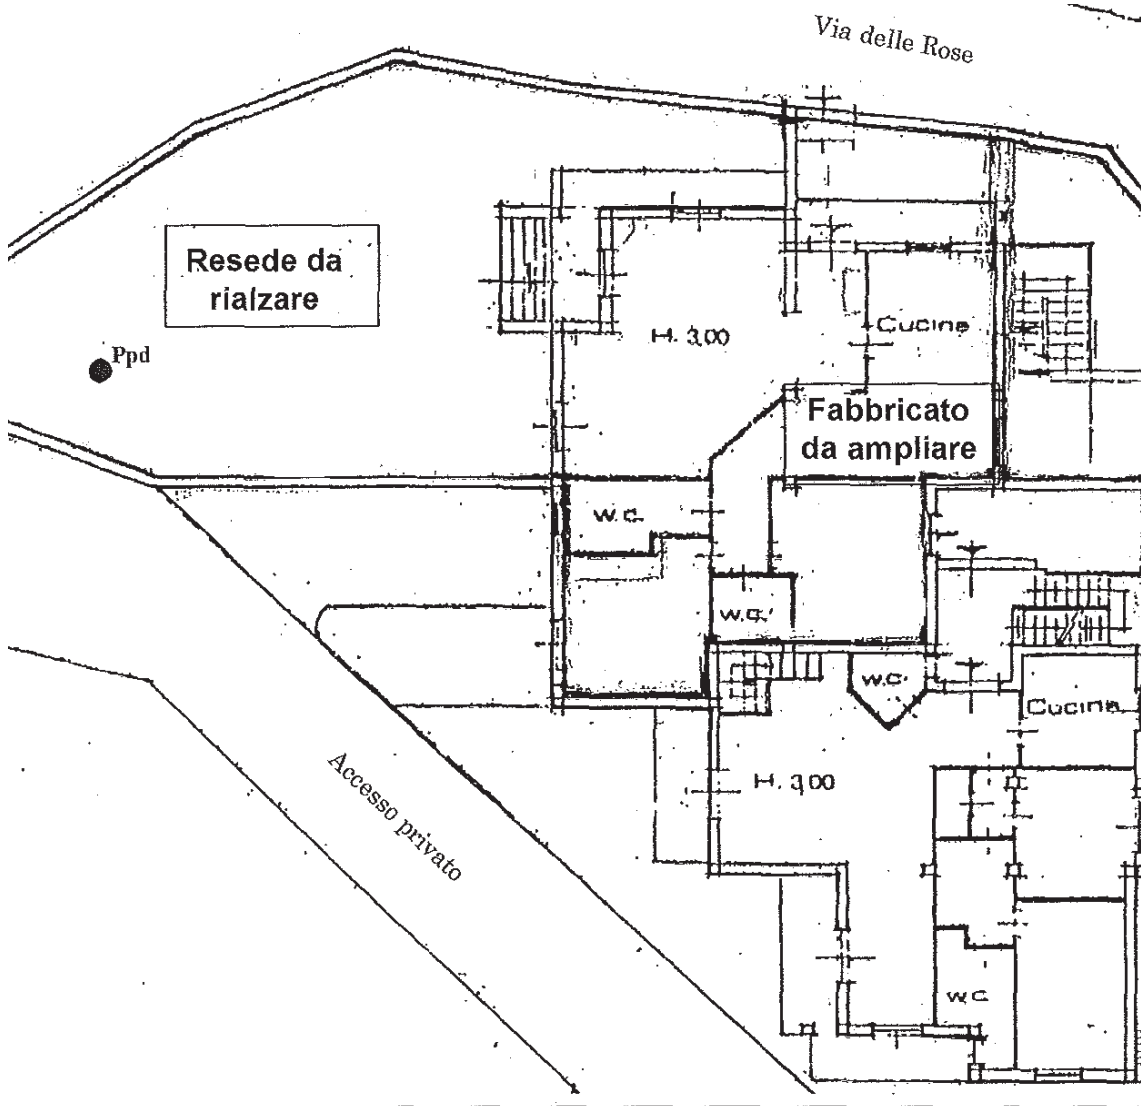 Via delle Rose
Resede da
rialzare
Ppd
H. 3,00
Cucina
Fabbricato
da ampliare
W.C.
W.C.
W.C.
Cucina
H. 3,00
Accesso privato
W.C.